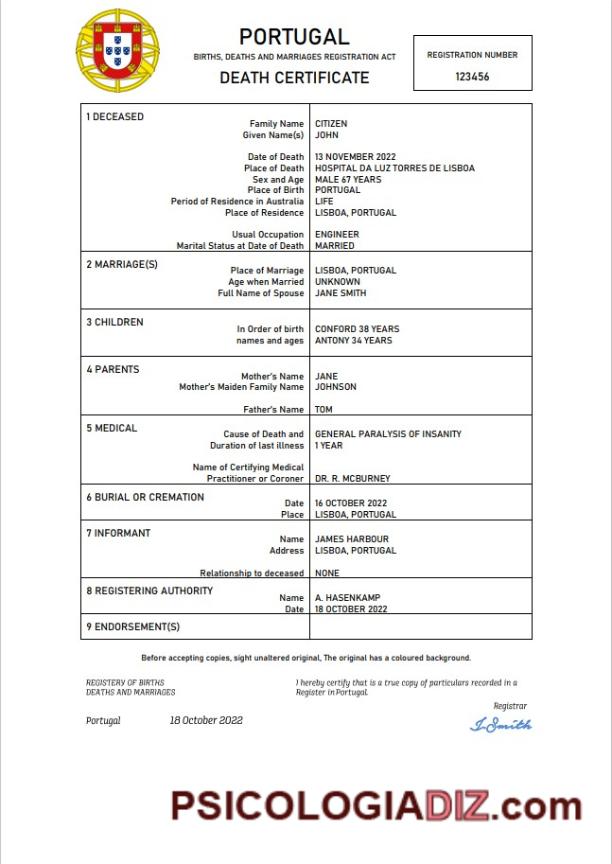 PORTUGAL
BIRTHS, DEATHS AND MARRIAGES REGISTRATION ACT
DEATH CERTIFICATE
REGISTRATION NUMBER
123456
1 DECEASED
Family Name CITIZEN
Given Name(s) JOHN
Date of Death 13 NOVEMBER 2022
Place of Death HOSPITAL DA LUZ TORRES DE LISBOA
Sex and Age MALE 67 YEARS
Place of Birth PORTUGAL
Period of Residence in Australia LIFE
Place of Residence LISBOA, PORTUGAL
Usual Occupation ENGINEER
Marital Status at Date of Death MARRIED
2 MARRIAGE(S)
Place of Marriage LISBOA, PORTUGAL
Age when Married UNKNOWN
Full Name of Spouse JANE SMITH
3 CHILDREN
In Order of birth CONFORD 38 YEARS
names and ages ANTONY 34 YEARS
4 PARENTS
Mother's Name JANE
Mother's Maiden Family Name JOHNSON
Father's Name TOM
5 MEDICAL
Cause of Death and GENERAL PARALYSIS OF INSANITY
Duration of last illness 1 YEAR
Name of Certifying Medical
Practitioner or Coroner DR. R. MCBURNEY
6 BURIAL OR CREMATION
Date 16 OCTOBER 2022
Place LISBOA, PORTUGAL
7 INFORMANT
Name JAMES HARBOUR
Address LISBOA, PORTUGAL
Relationship to deceased NONE
8 REGISTERING AUTHORITY
Name A. HASENKAMP
Date 18 OCTOBER 2022
9 ENDORSEMENT(S)
Before accepting copies, sight unaltered original, The original has a coloured background.
REGISTERY OF BIRTHS
DEATHS AND MARRIAGES
I hereby certify that is a true copy of particulars recorded in a
Register in Portugal
Registrar
Portugal 18 October 2022
J.Smith
PSICOLOGIADIZ.com